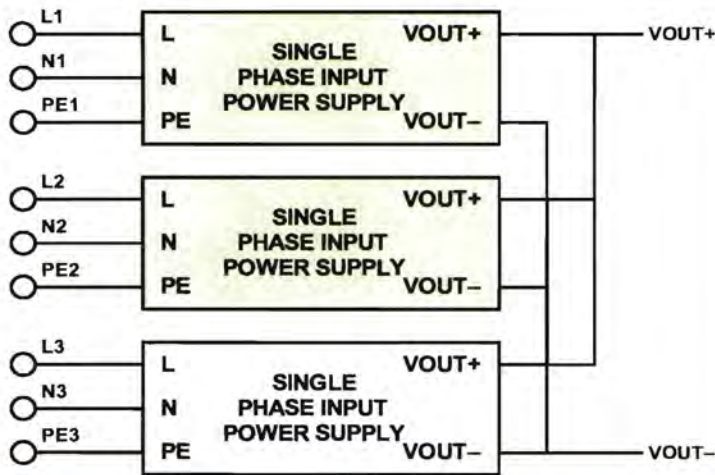 L1
L
VOUT+
VOUT+
SINGLE
N1
N
PHASE INPUT
POWER SUPPLY
PE1
PE
VOUT–
L2
L
VOUT+
SINGLE
N2
N
PHASE INPUT
POWER SUPPLY
PE2
PE
VOUT–
L3
L
VOUT+
SINGLE
N3
N
PHASE INPUT
POWER SUPPLY
PE3
PE
VOUT–
VOUT–